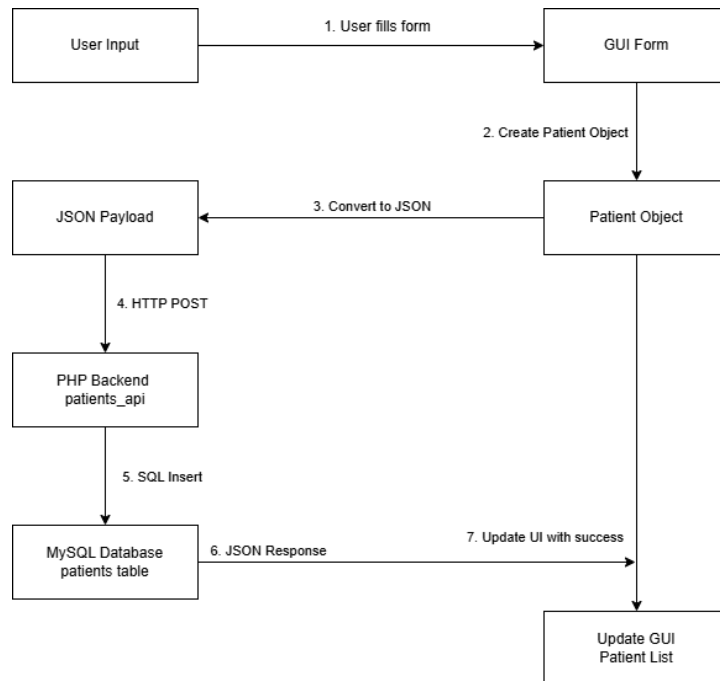 User Input
1. User fills form
GUI Form
2. Create Patient Object
JSON Payload
3. Convert to JSON
Patient Object
4. HTTP POST
PHP Backend
patients_api
5. SQL Insert
MySQL Database
patients table
6. JSON Response
7. Update UI with success
Update GUI
Patient List